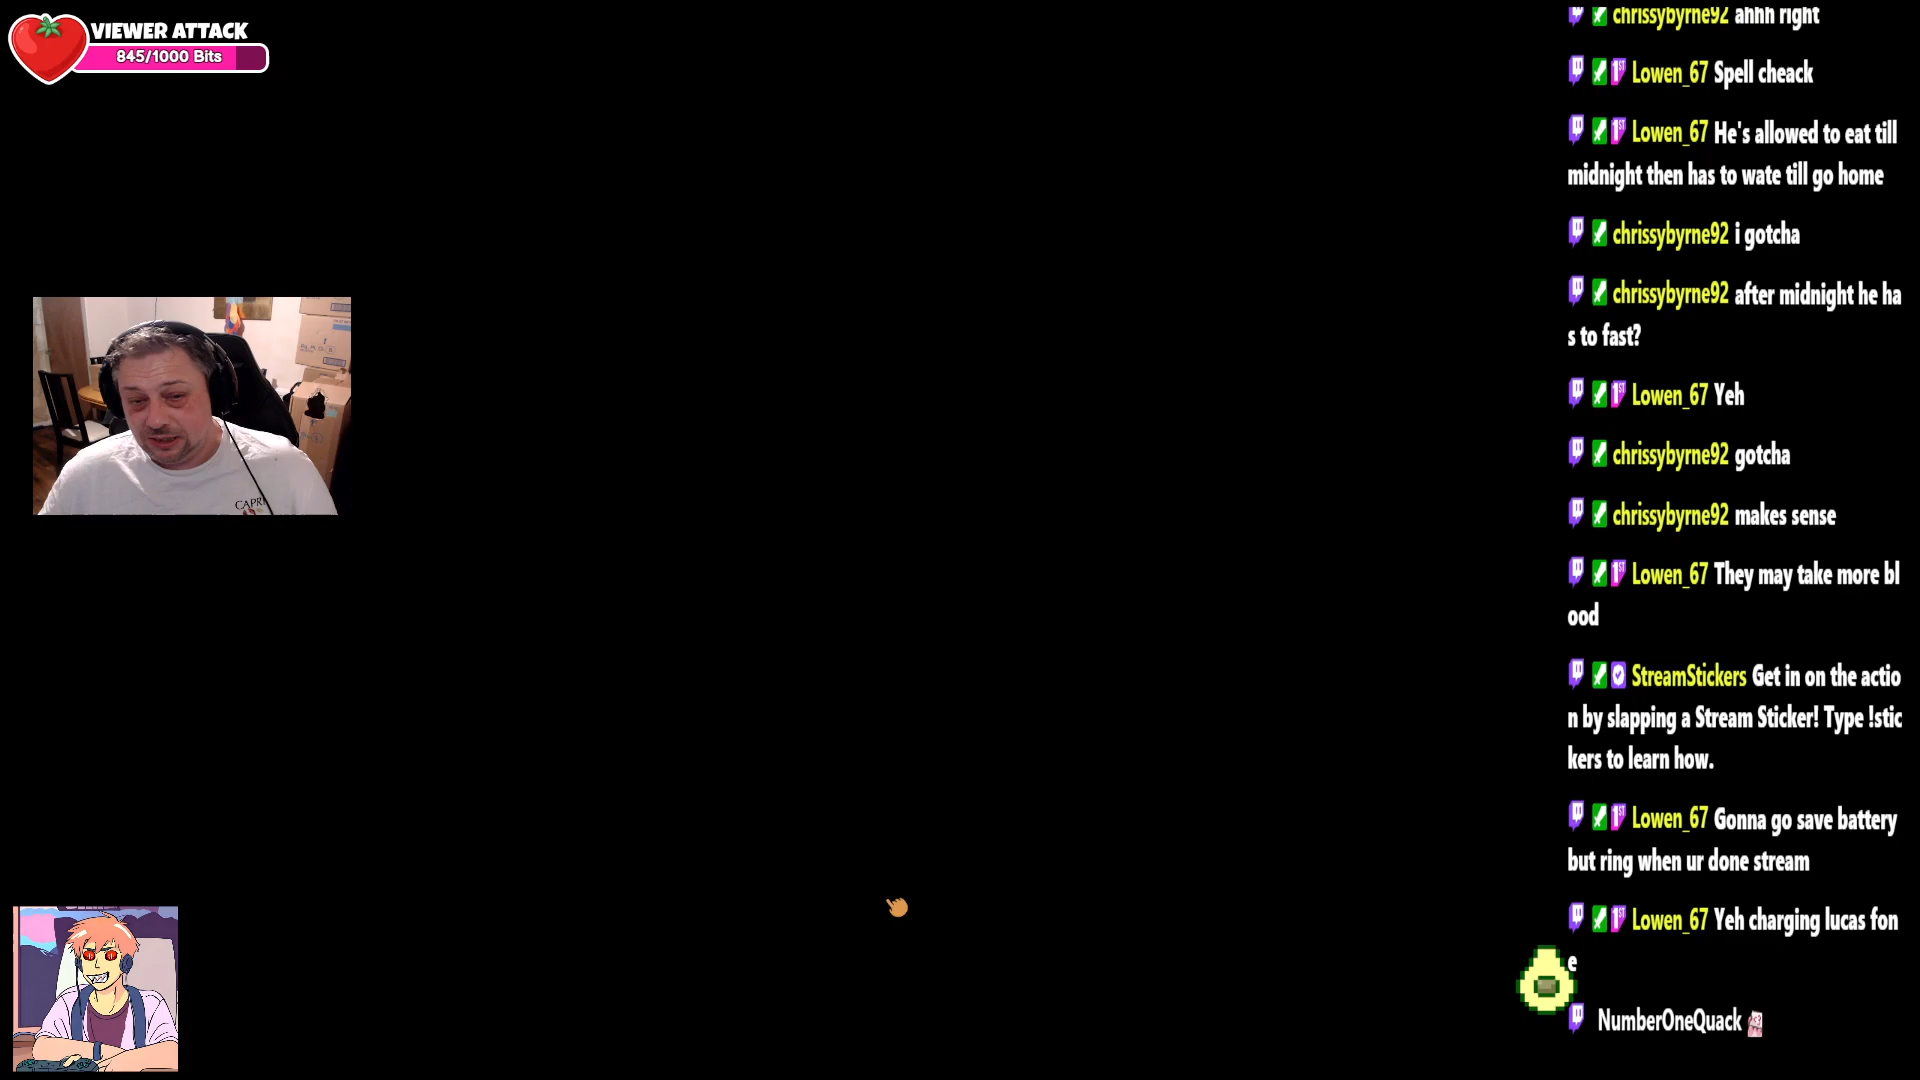 VIEWER ATTACK
845/1000 Bits
CAPRI
chrissybyrne92 ahhh right
Lowen_67 Spell cheack
Lowen_67 He's allowed to eat till
midnight then has to wate till go home
chrissybyrne92 i gotcha
chrissybyrne92 after midnight he ha
s to fast?
Lowen_67 Yeh
chrissybyrne92 gotcha
chrissybyrne92 makes sense
Lowen_67 They may take more bl
ood
StreamStickers Get in on the actio
n by slapping a Stream Sticker! Type !stic
kers to learn how.
Lowen_67 Gonna go save battery
but ring when ur done stream
Lowen_67 Yeh charging lucas fon
e
NumberOneQuack